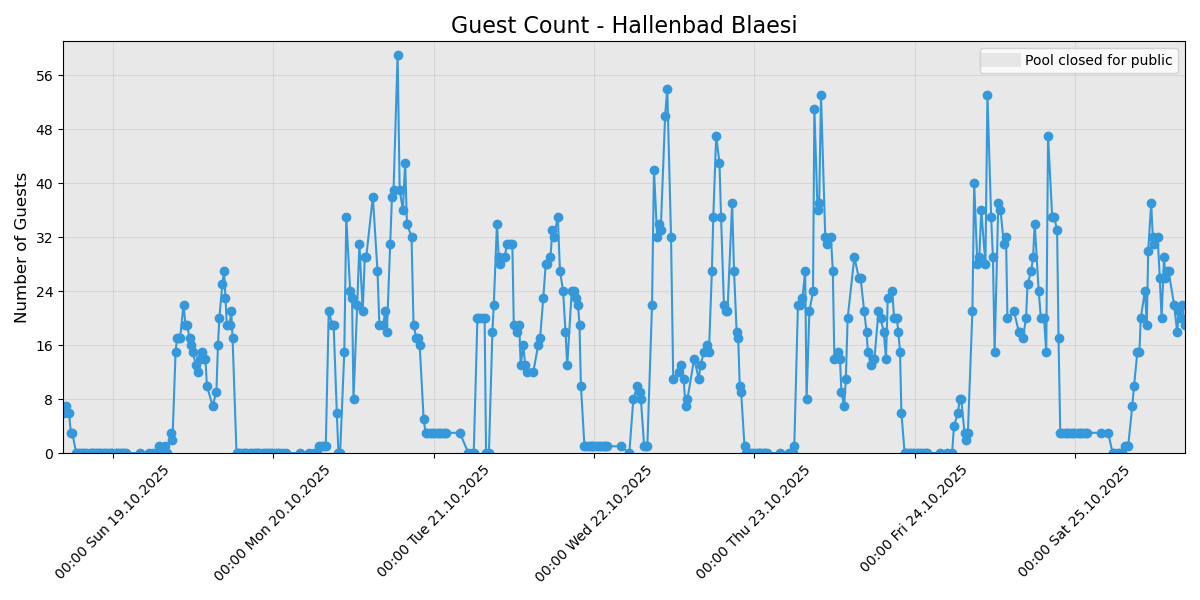 Guest Count - Hallenbad Blaesi
Pool closed for public
Number of Guests
56
48
40
32
24
16
8
0
00:00 Sun 19.10.2025
00:00 Mon 20.10.2025
00:00 Tue 21.10.2025
00:00 Wed 22.10.2025
00:00 Thu 23.10.2025
00:00 Fri 24.10.2025
00:00 Sat 25.10.2025